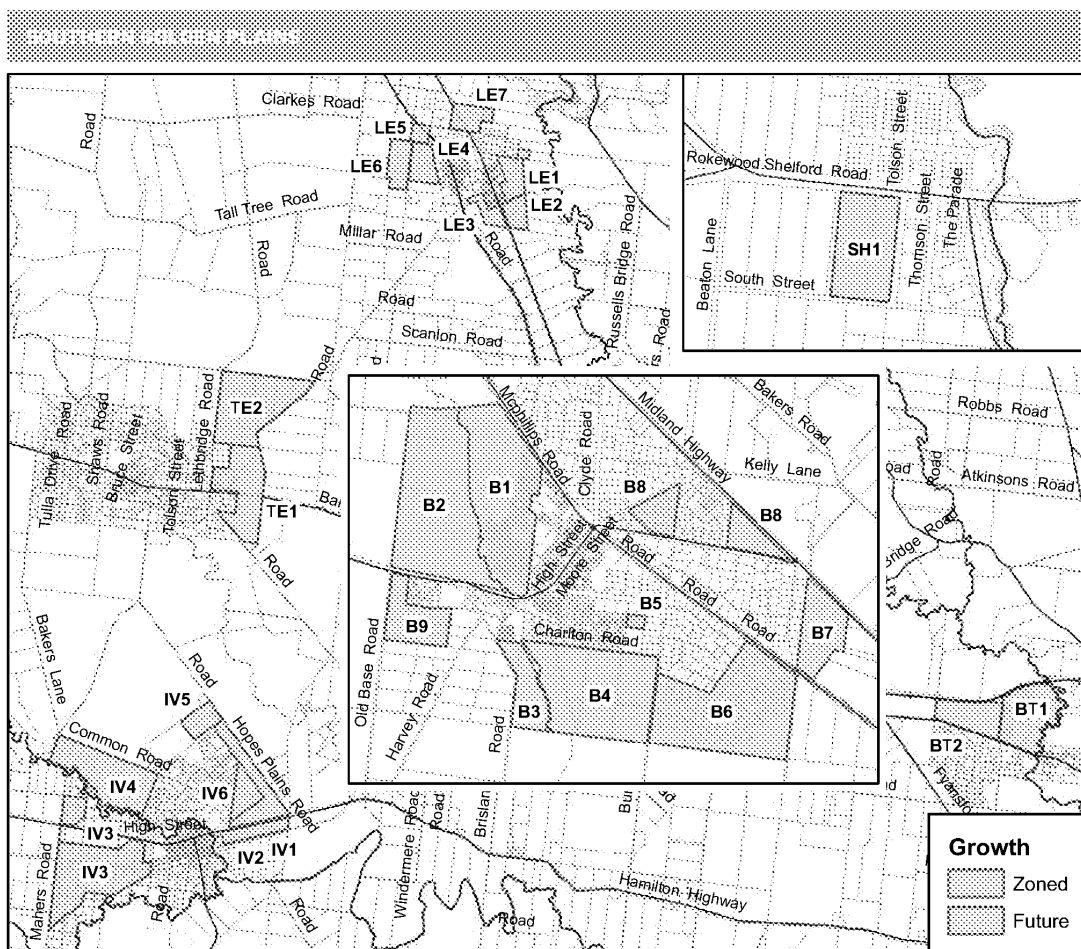 SOUTHERN GOLDEN PLAINS
Clarkes Road
Road
LE7
LE5
LE4
LE6
LE1
LE2
LE3
Tall Tree Road
Millar Road
Road
Road
Road
Scanlon Road
Russells Bridge Road
Road
Rokewood Shelford Road
Tolson Street
Thomson Street
The Parade
Beaton Lane
South Street
SH1
TE2
TE1
Tulla Drive Road
Shaws Road
Bruce Street
Tolson Street
Lethbridge Road
Road
Mcphillips Road
Clyde Road
Midland Highway
Bakers Road
Kelly Lane
B2
B1
B8
B8
High Street
Moore Street
Road
Road
Road
B5
B7
B9
Charlton Road
Old Base Road
Harvey Road
Road
B3
B4
B6
Robbs Road
Atkinsons Road
Road
Bridge Road
BT1
BT2
Bakers Lane
Road
IV5
Common Road
Hopes Plains Road
IV4
IV6
IV3
High Street
IV3
IV2
IV1
Mahers Road
Road
Road
Windermere Road
Road
Hamilton Highway
Road
Growth
Zoned
Future